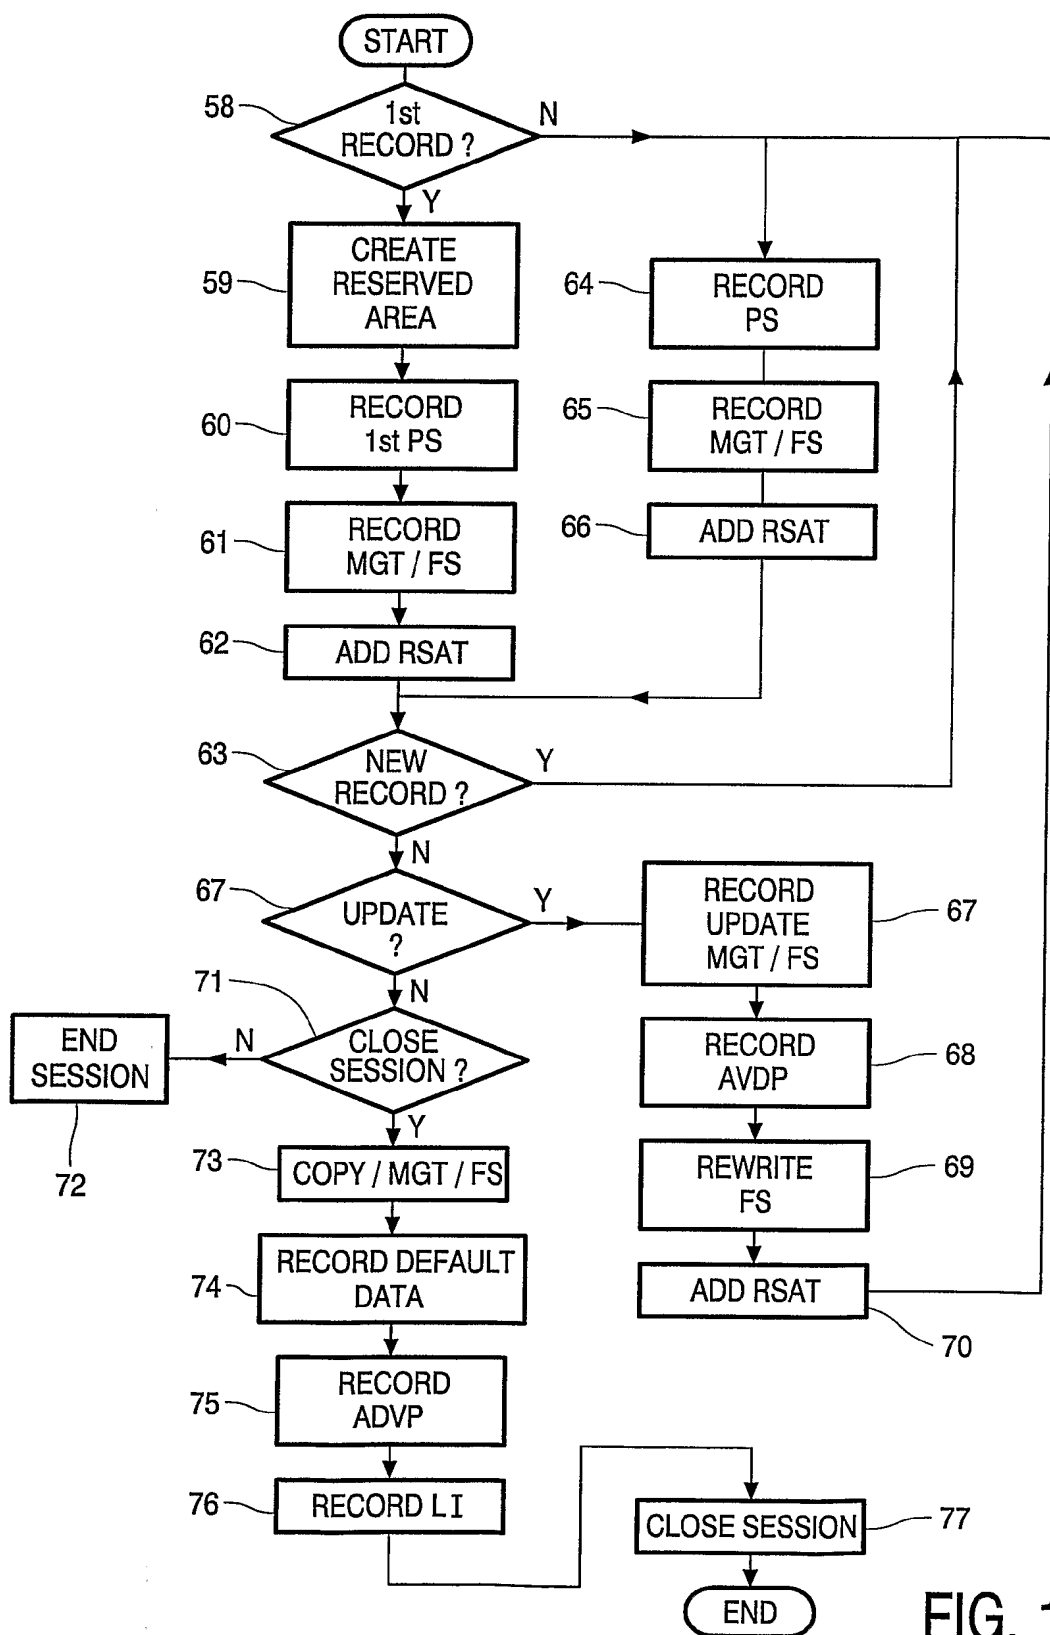 START
58
1st
RECORD ?
N
Y
59
CREATE
RESERVED
AREA
64
RECORD
PS
60
RECORD
1st PS
65
RECORD
MGT / FS
61
RECORD
MGT / FS
66
ADD RSAT
62
ADD RSAT
63
NEW
RECORD ?
Y
N
67
UPDATE
?
Y
RECORD
UPDATE
MGT / FS
67
N
71
CLOSE
SESSION ?
N
END
SESSION
72
RECORD
AVDP
68
Y
73
COPY / MGT / FS
REWRITE
FS
69
74
RECORD DEFAULT
DATA
ADD RSAT
70
75
RECORD
ADVP
76
RECORD LI
CLOSE SESSION
77
END
FIG.